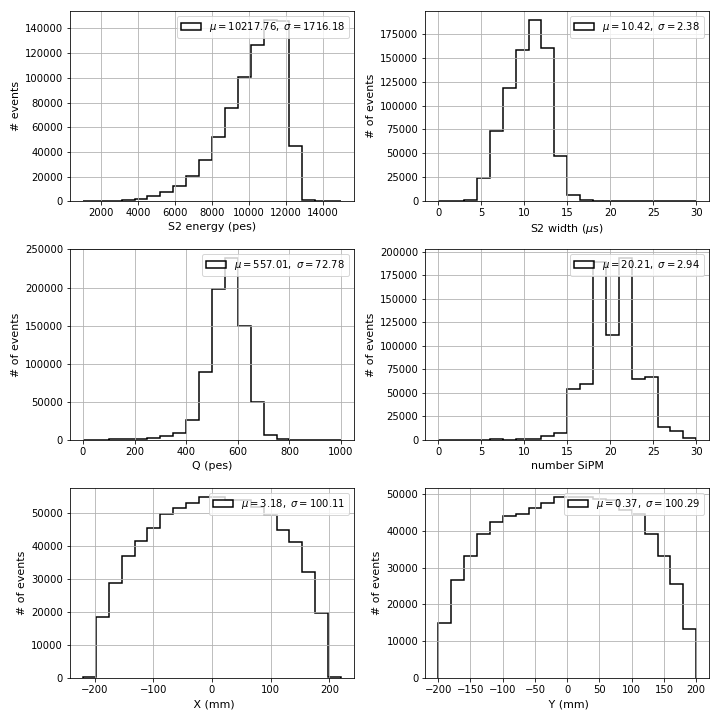 μ = 10217.76, σ = 1716.18
140000
120000
100000
80000
60000
40000
20000
0
# events
2000 4000 6000 8000 10000 12000 14000
S2 energy (pes)
μ = 10.42, σ = 2.38
175000
150000
125000
100000
75000
50000
25000
0
# of events
0 5 10 15 20 25 30
S2 width (μs)
μ = 557.01, σ = 72.78
250000
200000
150000
100000
50000
0
# of events
0 200 400 600 800 1000
Q (pes)
μ = 20.21, σ = 2.94
200000
175000
150000
125000
100000
75000
50000
25000
0
# of events
0 5 10 15 20 25 30
number SiPM
μ = 3.18, σ = 100.11
50000
40000
30000
20000
10000
0
# of events
−200 −100 0 100 200
X (mm)
μ = 0.37, σ = 100.29
50000
40000
30000
20000
10000
0
# of events
−200 −150 −100 −50 0 50 100 150 200
Y (mm)